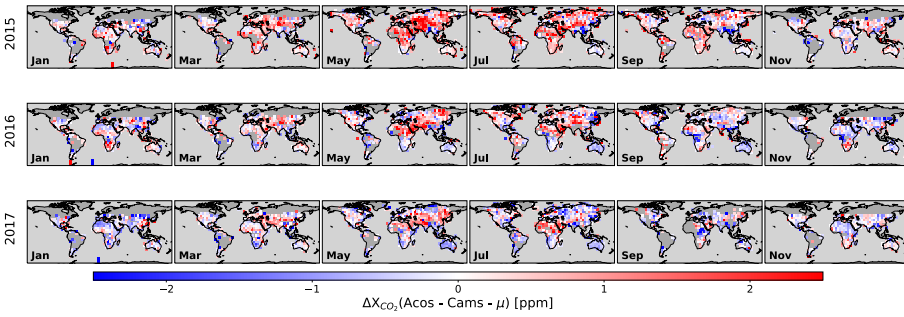 2015
Jan Mar May Jul Sep Nov
2016
Jan Mar May Jul Sep Nov
2017
Jan Mar May Jul Sep Nov
−2 −1 0 1 2
ΔX_{CO_2}(Acos - Cams - μ) [ppm]